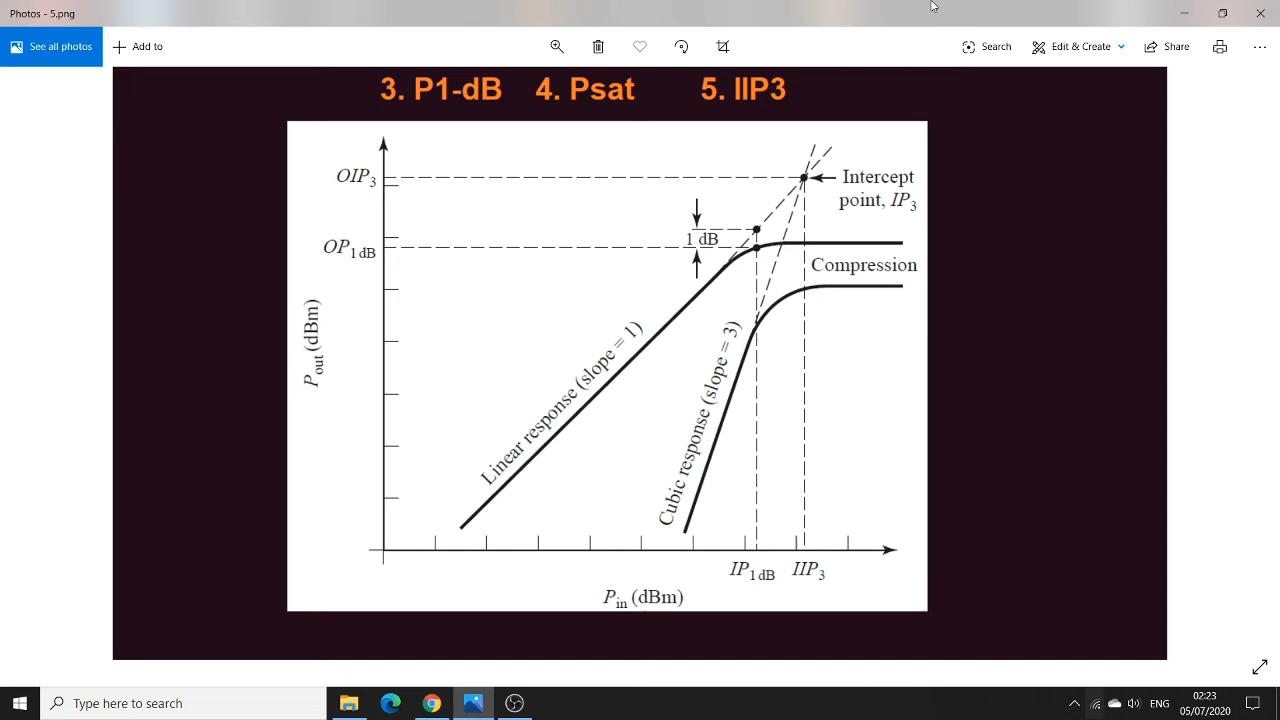 Photos - 5.png
See all photos
Add to
Search
Edit & Create
Share
3. P1-dB 4. Psat 5. IIP3
OIP3
Intercept
point, IP3
1 dB
OP1 dB
Compression
Pout (dBm)
Linear response (slope = 1)
Cubic response (slope = 3)
IP1 dB IIP3
Pin (dBm)
Type here to search
ENG
02:23
05/07/2020